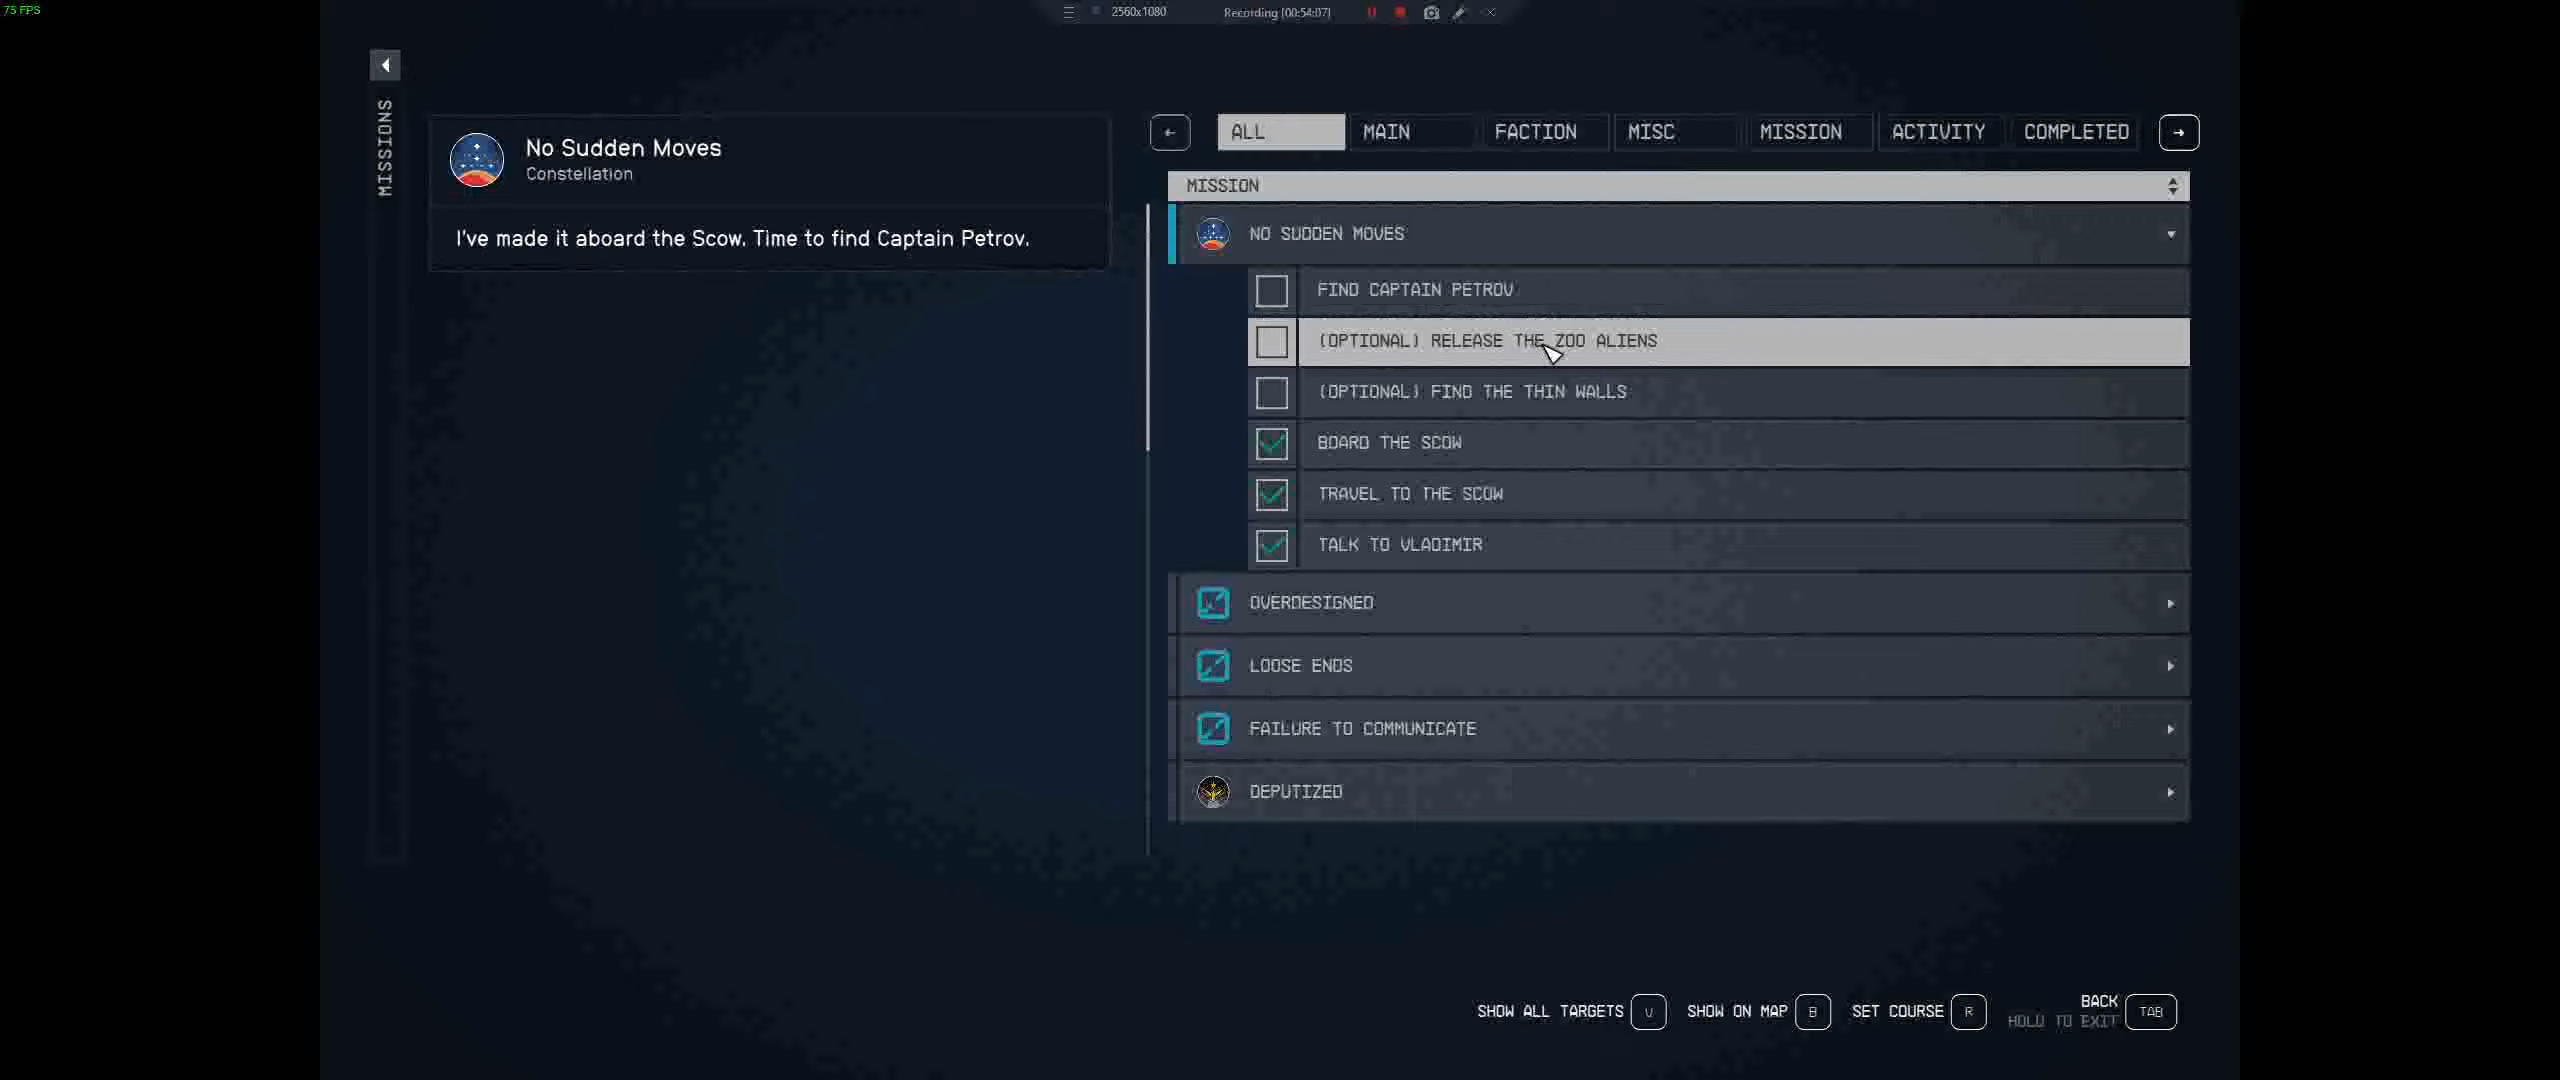 75 FPS
2560x1080
Recording [00:54:07]
MISSIONS
No Sudden Moves
Constellation
I've made it aboard the Scow. Time to find Captain Petrov.
ALL
MAIN
FACTION
MISC
MISSION
ACTIVITY
COMPLETED
MISSION
NO SUDDEN MOVES
FIND CAPTAIN PETROV
(OPTIONAL) RELEASE THE ZOO ALIENS
(OPTIONAL) FIND THE THIN WALLS
BOARD THE SCOW
TRAVEL TO THE SCOW
TALK TO VLADIMIR
OVERDESIGNED
LOOSE ENDS
FAILURE TO COMMUNICATE
DEPUTIZED
SHOW ALL TARGETS V
SHOW ON MAP B
SET COURSE R
BACK
HOLD TO EXIT
TAB